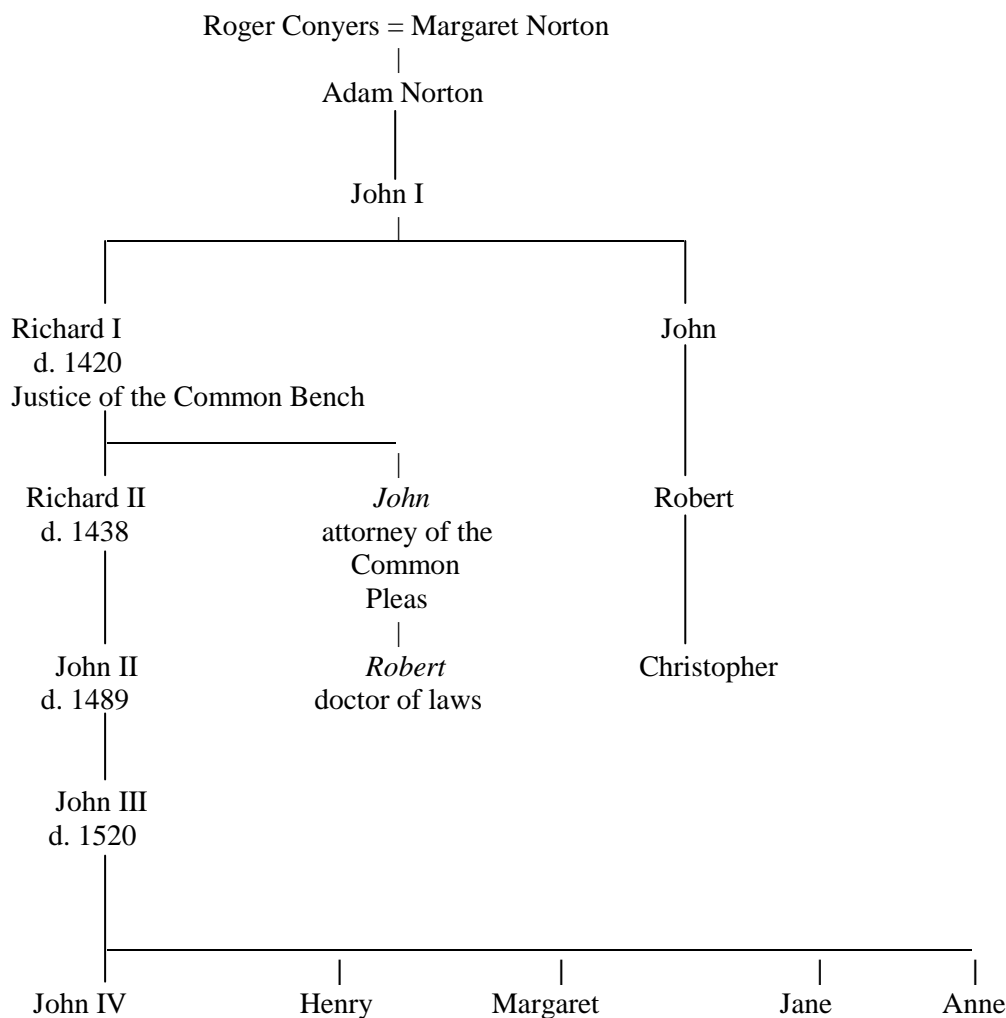 Roger Conyers = Margaret Norton
Adam Norton
John I
Richard I
d. 1420
Justice of the Common Bench
John
Richard II
d. 1438
John
attorney of the
Common
Pleas
Robert
John II
d. 1489
Robert
doctor of laws
Christopher
John III
d. 1520
John IV
Henry
Margaret
Jane
Anne